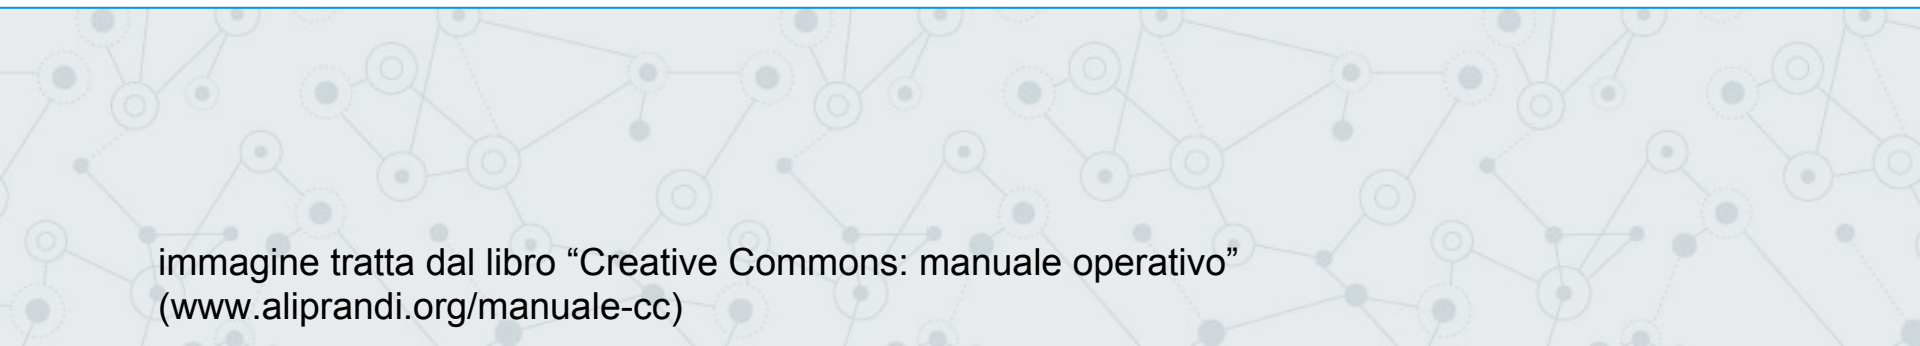 immagine tratta dal libro “Creative Commons: manuale operativo”
(www.aliprandi.org/manuale-cc)